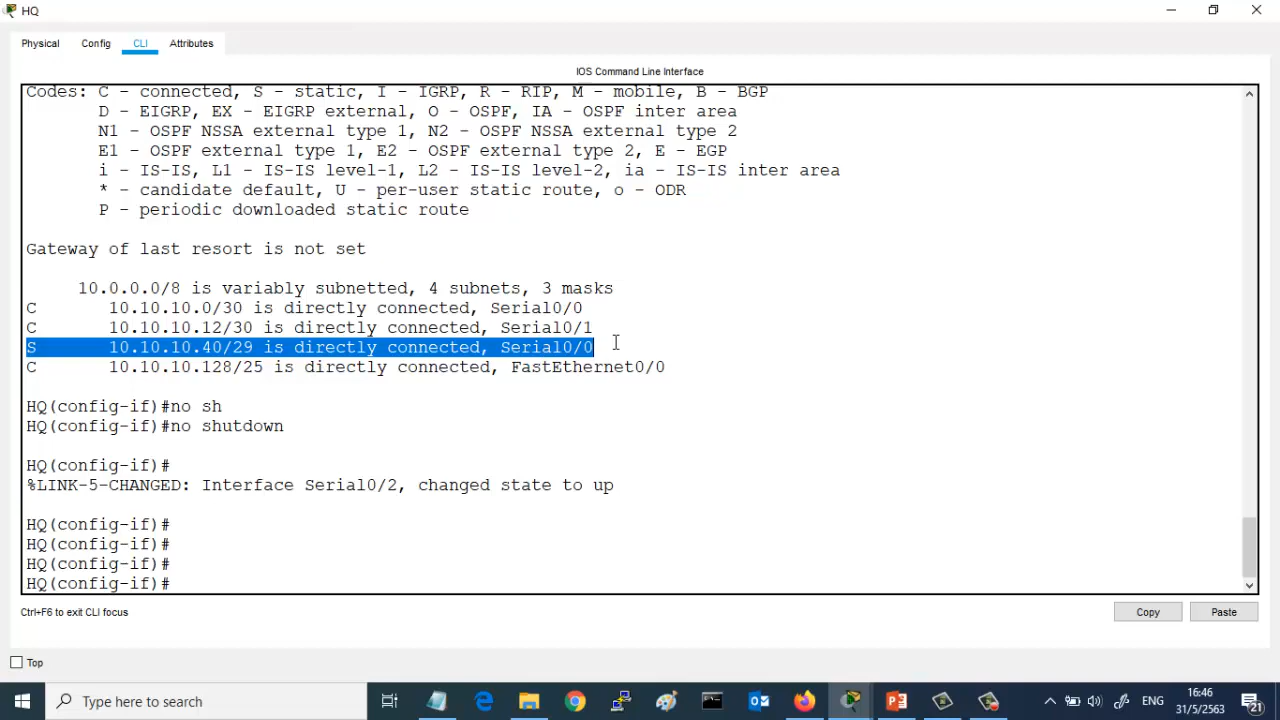 HQ
Physical Config CLI Attributes
IOS Command Line Interface
Codes: C - connected, S - static, I - IGRP, R - RIP, M - mobile, B - BGP
D - EIGRP, EX - EIGRP external, O - OSPF, IA - OSPF inter area
N1 - OSPF NSSA external type 1, N2 - OSPF NSSA external type 2
E1 - OSPF external type 1, E2 - OSPF external type 2, E - EGP
i - IS-IS, L1 - IS-IS level-1, L2 - IS-IS level-2, ia - IS-IS inter area
* - candidate default, U - per-user static route, o - ODR
P - periodic downloaded static route
Gateway of last resort is not set
10.0.0.0/8 is variably subnetted, 4 subnets, 3 masks
C 10.10.10.0/30 is directly connected, Serial0/0
C 10.10.10.12/30 is directly connected, Serial0/1
S 10.10.10.40/29 is directly connected, Serial0/0
C 10.10.10.128/25 is directly connected, FastEthernet0/0
HQ(config-if)#no sh
HQ(config-if)#no shutdown
HQ(config-if)#
%LINK-5-CHANGED: Interface Serial0/2, changed state to up
HQ(config-if)#
HQ(config-if)#
HQ(config-if)#
HQ(config-if)#
Ctrl+F6 to exit CLI focus
Copy Paste
Top
Type here to search
ENG
16:46
31/5/2563
21